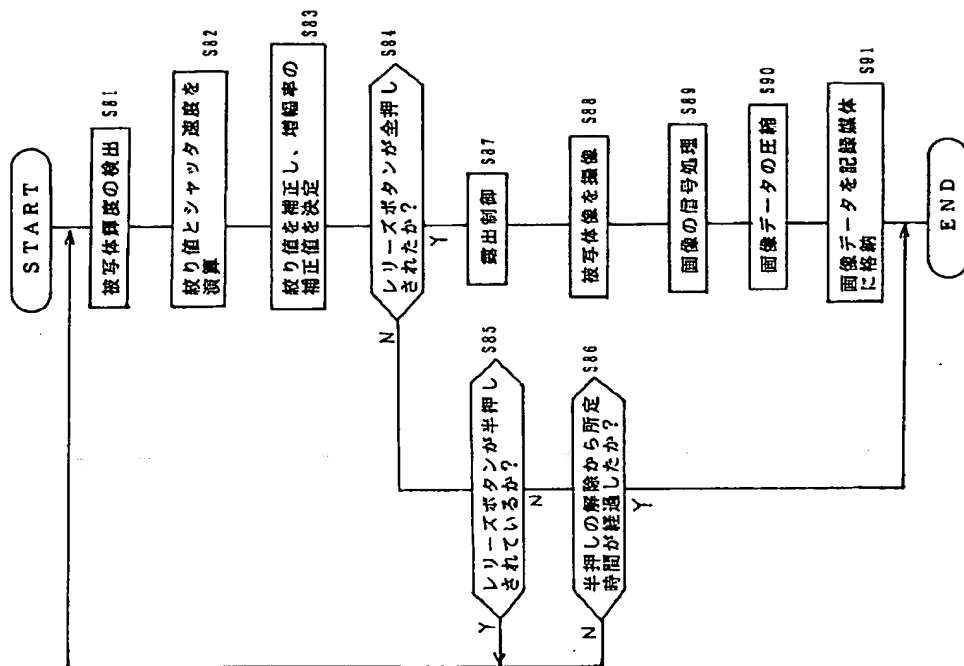 START
被写体輝度の検出
S81
絞り値とシャッタ速度を
演算
S82
絞り値を補正し、増幅率の
補正値を決定
S83
レリーズボタンが全押し
されたか?
S84
N
Y
レリーズボタンが半押し
されているか?
S85
Y
N
半押しの解除から所定
時間が経過したか?
S86
N
Y
露出制御
S87
被写体像を撮像
S88
画像の信号処理
S89
画像データの圧縮
S90
画像データを記録媒体
に格納
S91
END